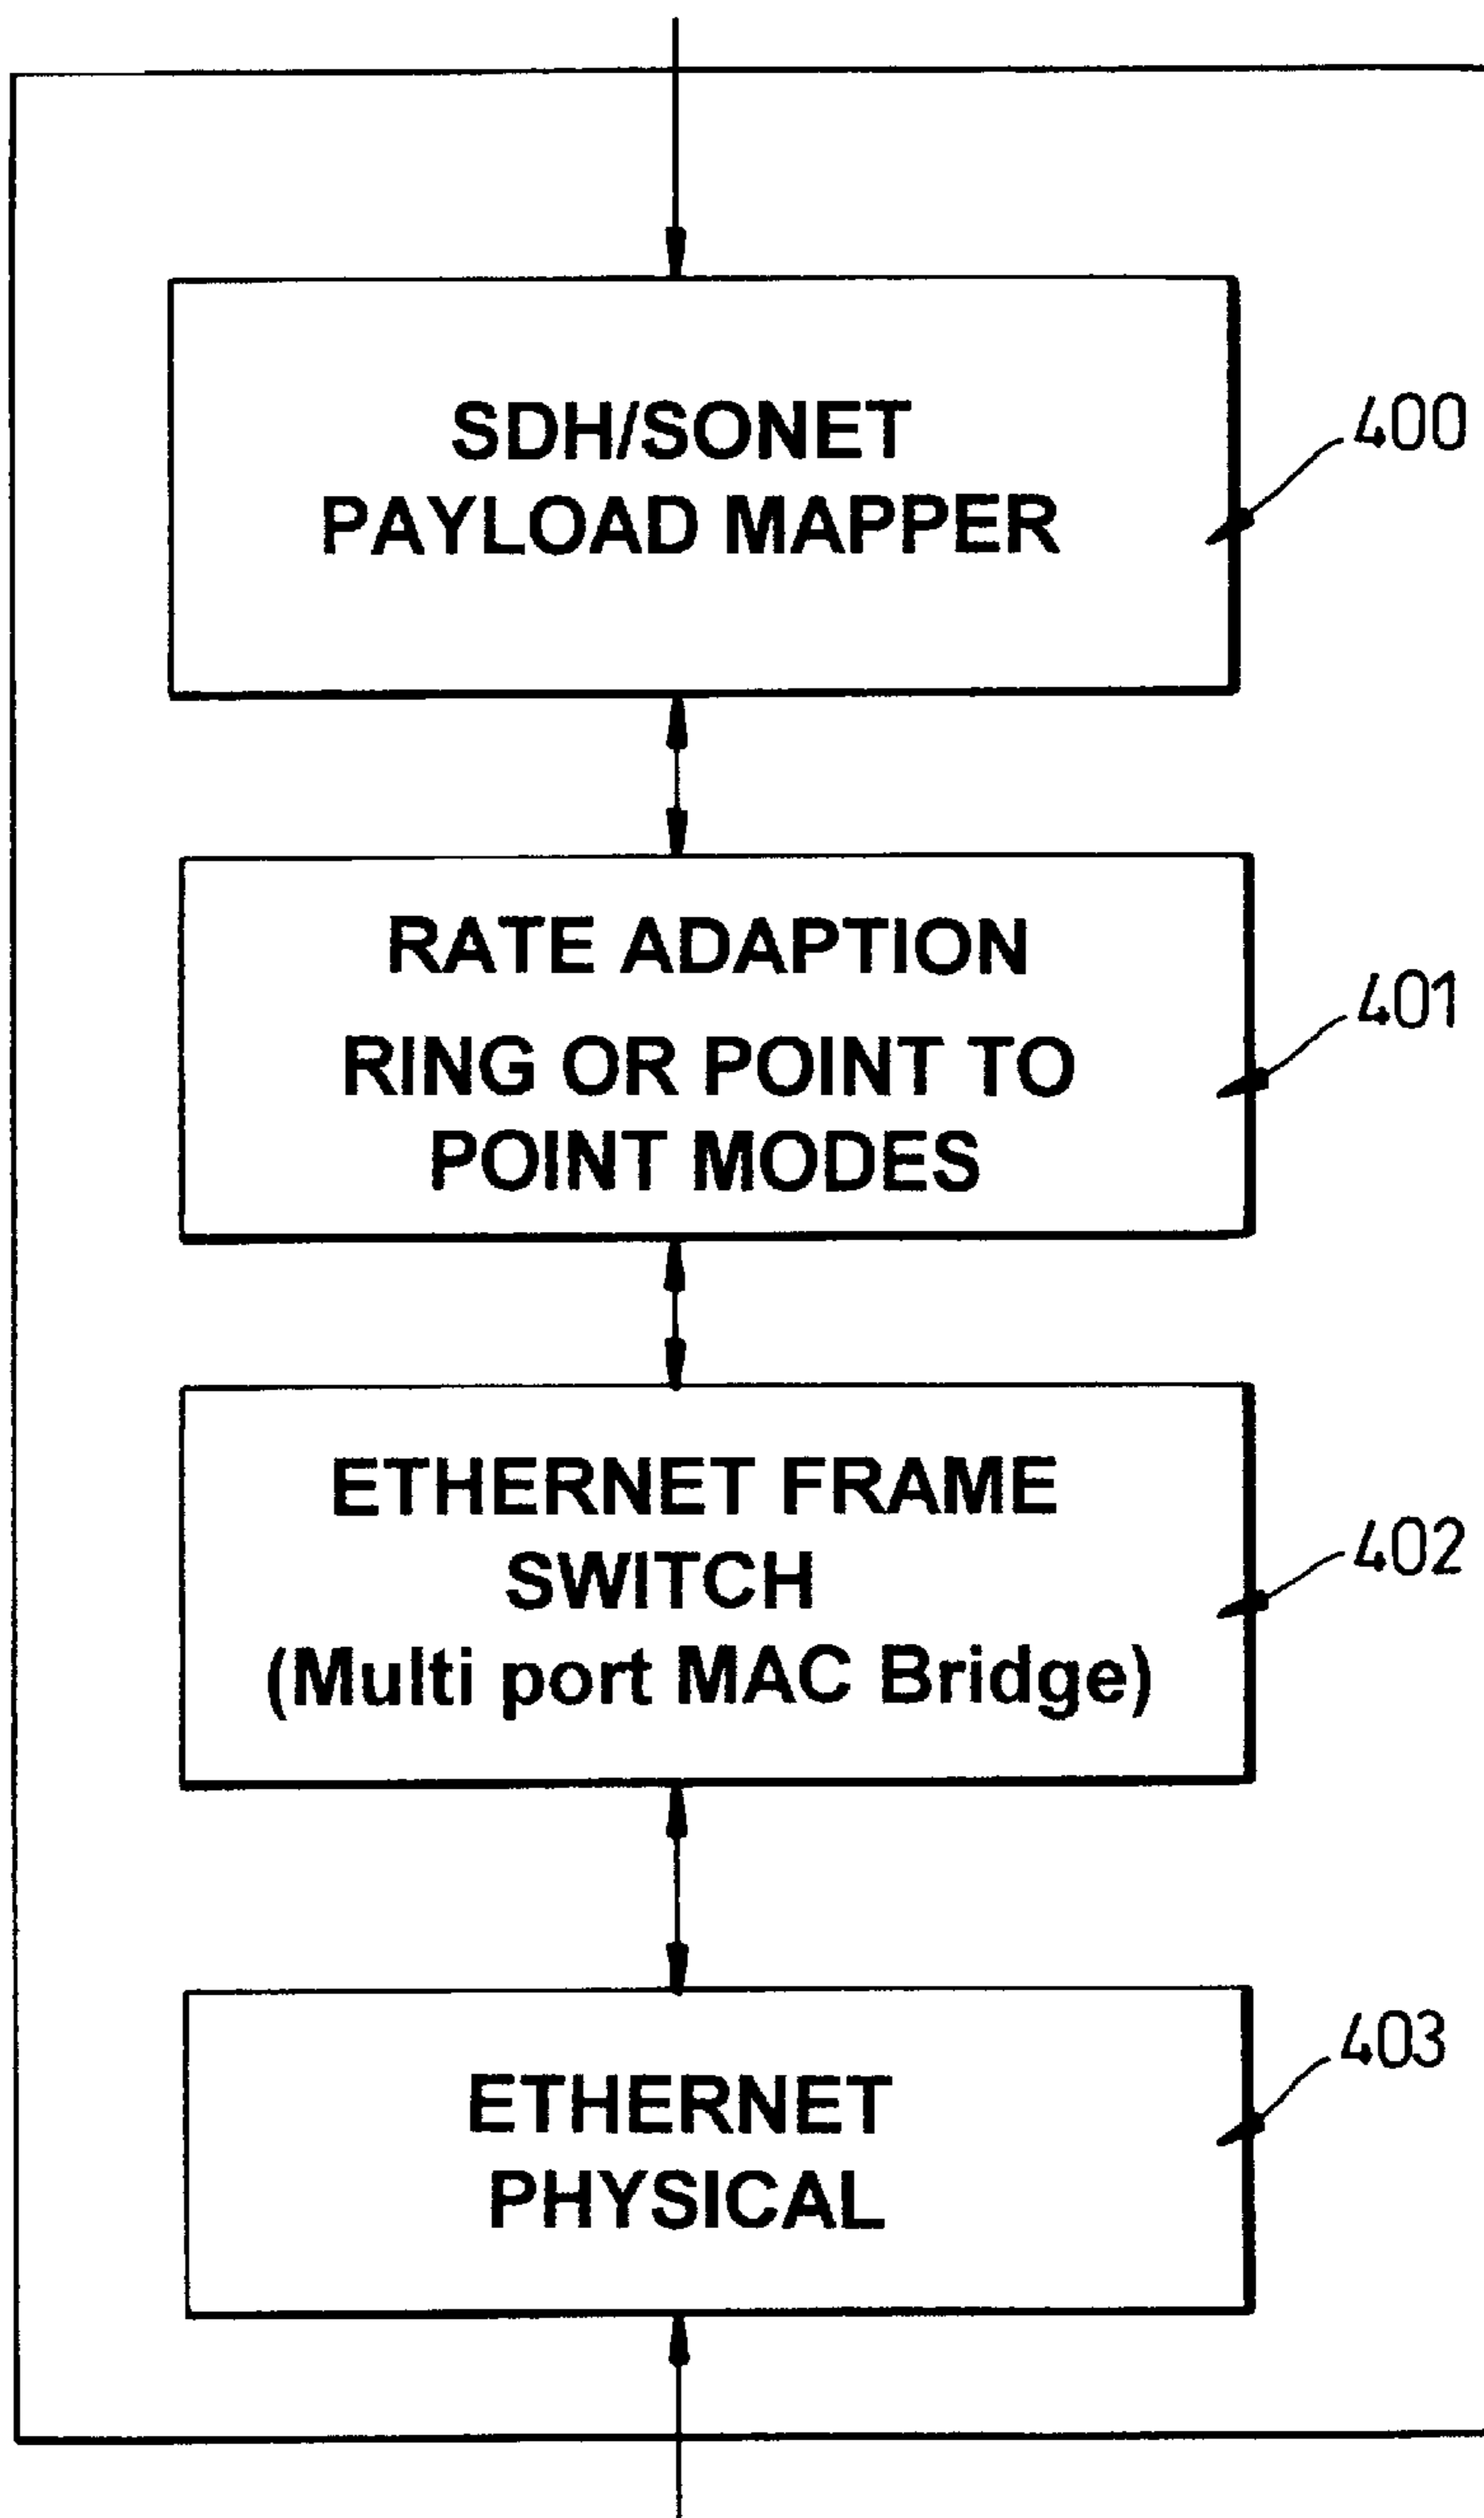 SDH/SONET
PAYLOAD MAPPER
400
RATE ADAPTION
RING OR POINT TO
POINT MODES
401
ETHERNET FRAME
SWITCH
(Multi port MAC Bridge)
402
ETHERNET
PHYSICAL
403